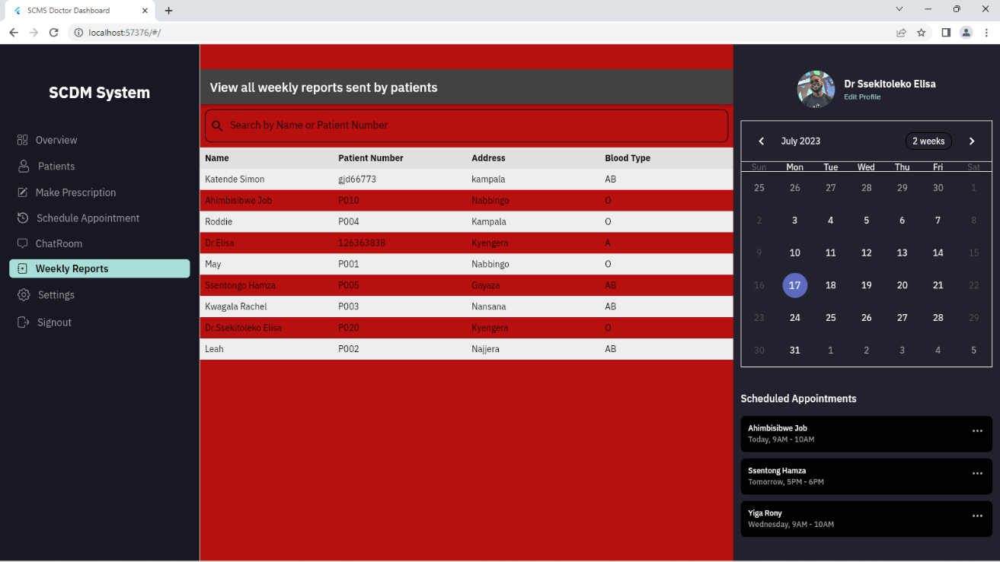 SCMS Doctor Dashboard
localhost:57376/#/
SCDM System
Overview
Patients
Make Prescription
Schedule Appointment
ChatRoom
Weekly Reports
Settings
Signout
View all weekly reports sent by patients
Search by Name or Patient Number
Name Patient Number Address Blood Type
Katende Simon gjd66773 kampala AB
Ahimbisibwe Job P010 Nabbingo O
Roddie P004 Kampala O
Dr.Elisa 126363838 Kyengera A
May P001 Nabbingo O
Ssentongo Hamza P005 Gayaza AB
Kwagala Rachel P003 Nansana AB
Dr.Ssekitoleko Elisa P020 Kyengera O
Leah P002 Najjera AB
Dr Ssekitoleko Elisa
Edit Profile
July 2023 2 weeks
Sun Mon Tue Wed Thu Fri Sat
25 26 27 28 29 30 1
2 3 4 5 6 7 8
9 10 11 12 13 14 15
16 17 18 19 20 21 22
23 24 25 26 27 28 29
30 31 1 2 3 4 5
Scheduled Appointments
Ahimbisibwe Job
Today, 9AM - 10AM
Ssentong Hamza
Tomorrow, 5PM - 6PM
Yiga Rony
Wednesday, 9AM - 10AM